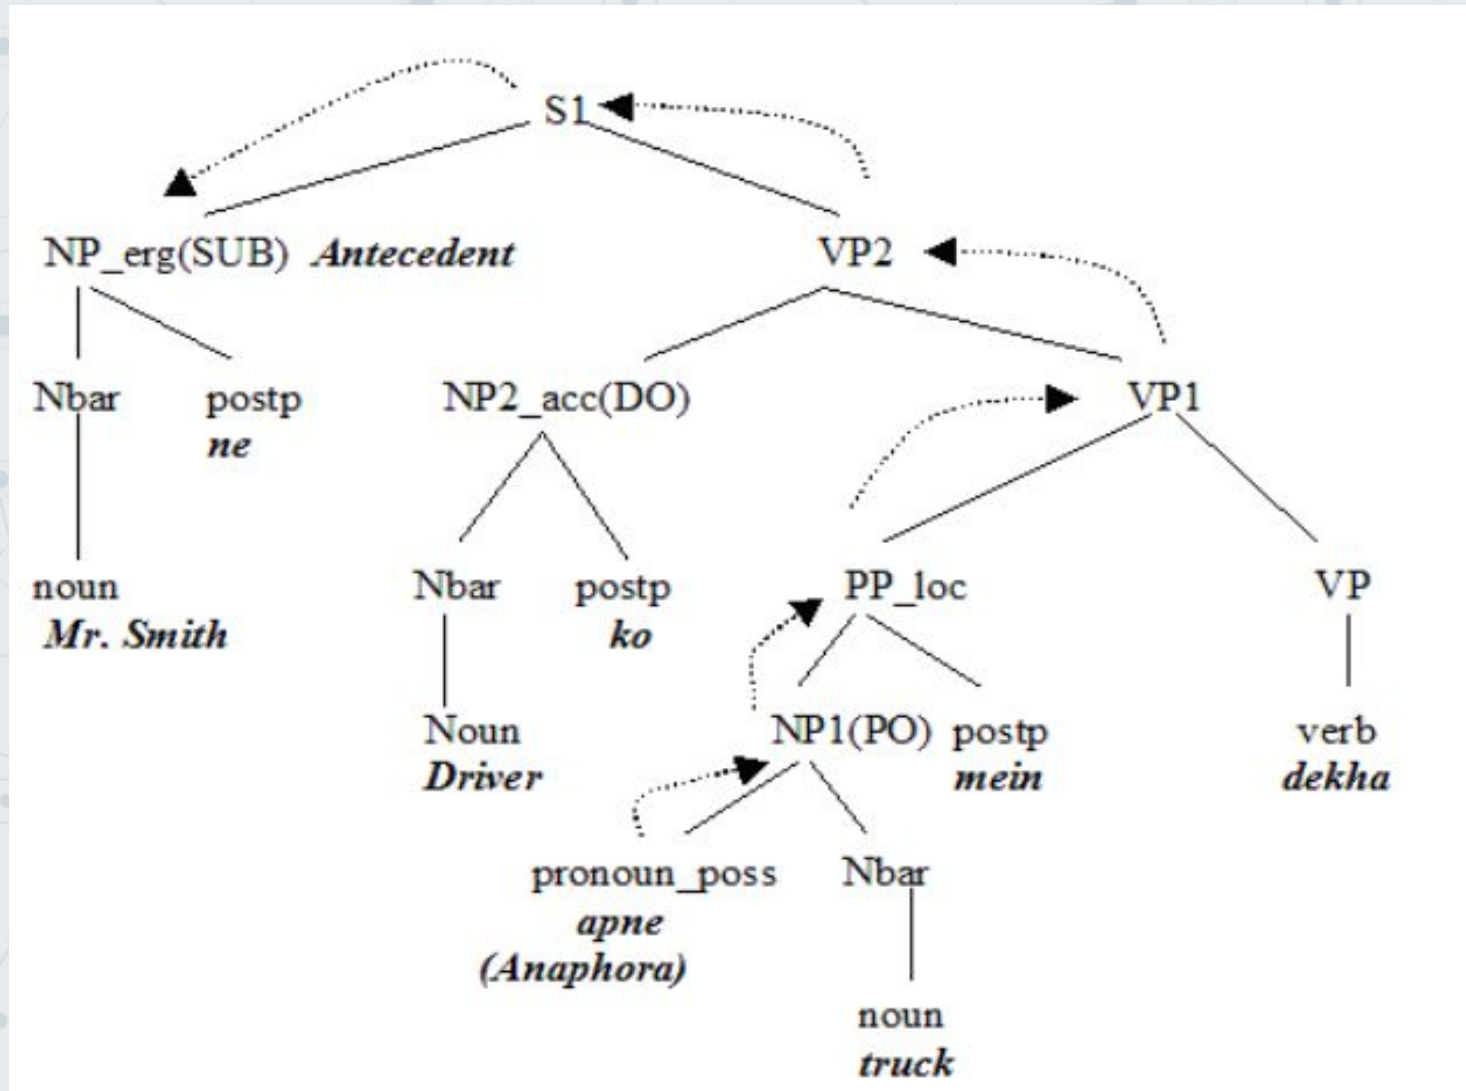 S1
NP_erg(SUB) Antecedent
VP2
Nbar
postp
ne
NP2_acc(DO)
VP1
noun
Mr. Smith
Nbar
postp
ko
PP_loc
VP
Noun
Driver
NP1(PO)
postp
mein
verb
dekha
pronoun_poss
apne
(Anaphora)
Nbar
noun
truck